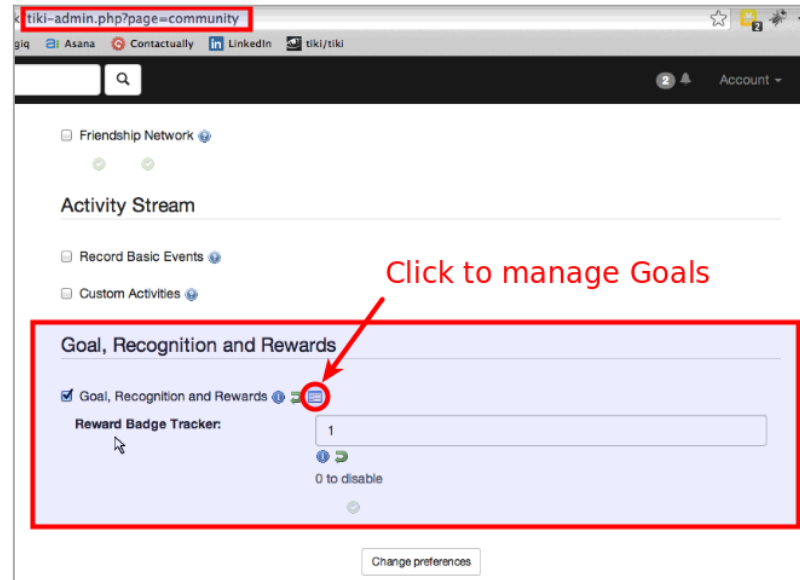 tiki-admin.php?page=community
giq Asana Contactually LinkedIn tiki/tiki
2 Account
Friendship Network
Activity Stream
Record Basic Events
Custom Activities
Click to manage Goals
Goal, Recognition and Rewards
Goal, Recognition and Rewards
Reward Badge Tracker:
1
0 to disable
Change preferences